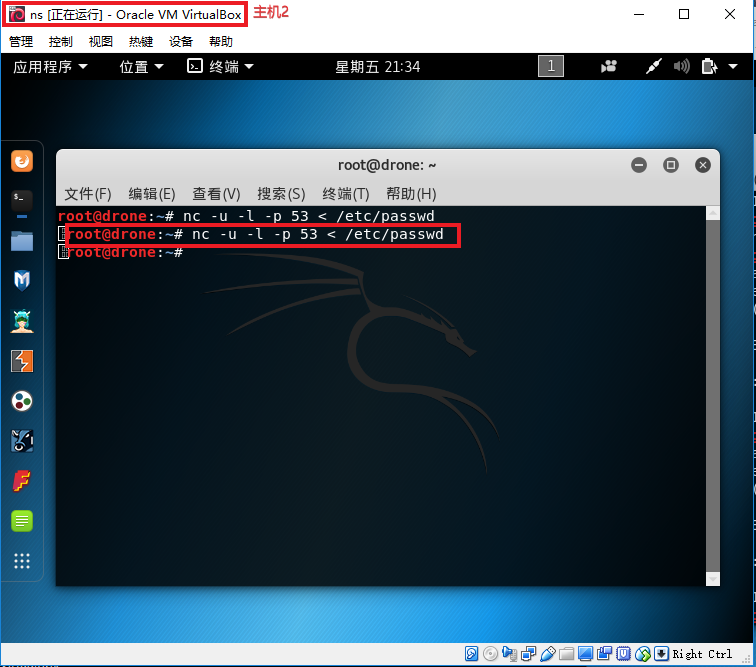 ns [正在运行] - Oracle VM VirtualBox 主机2
管理 控制 视图 热键 设备 帮助
应用程序 位置 终端 星期五 21:34 1
root@drone: ~
文件(F) 编辑(E) 查看(V) 搜索(S) 终端(T) 帮助(H)
root@drone:~# nc -u -l -p 53 < /etc/passwd
root@drone:~# nc -u -l -p 53 < /etc/passwd
root@drone:~#
Right Ctrl